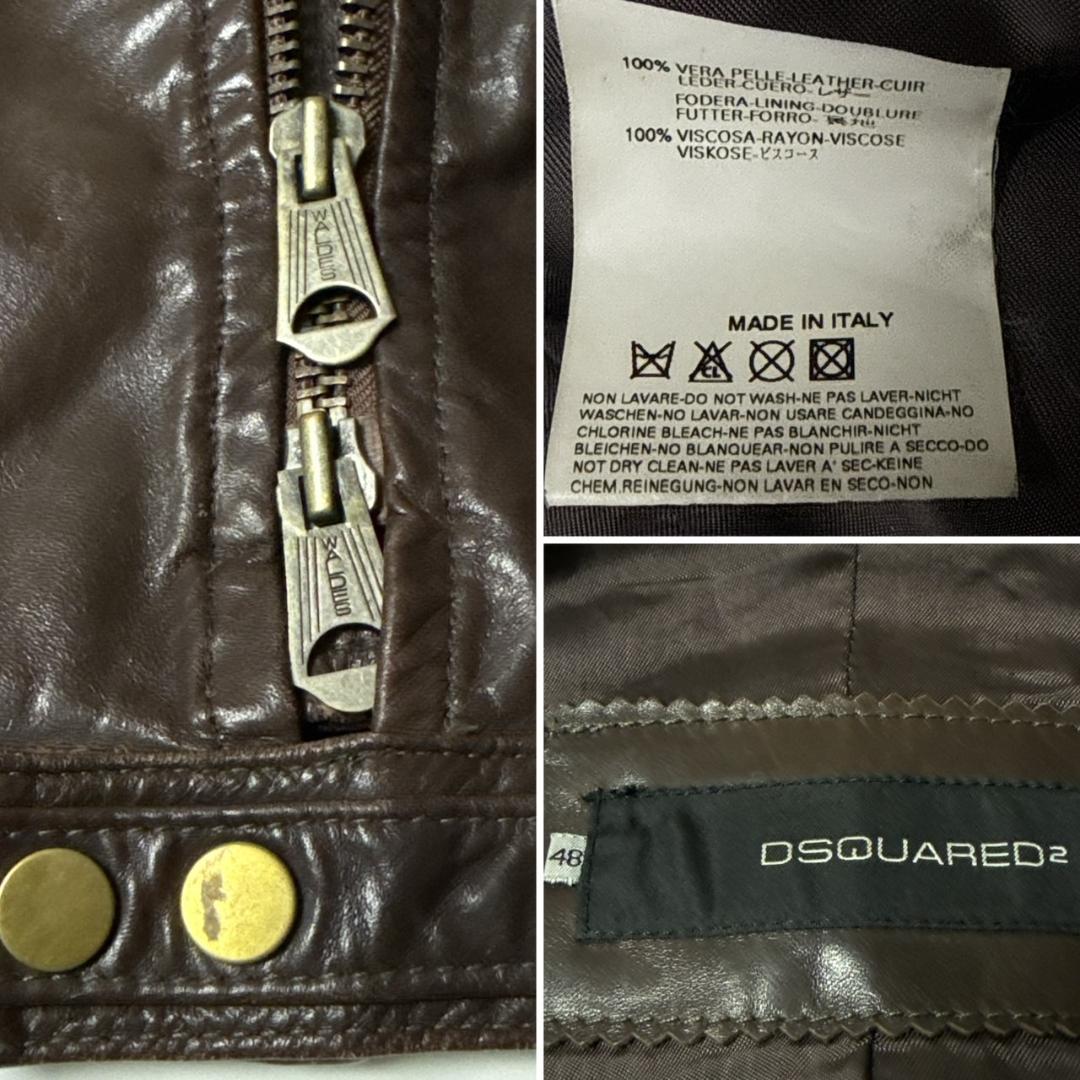 WALDES
WALDES
100% VERA PELLE-LEATHER-CUIR
LEDER-CUERO-レザー
FODERA-LINING-DOUBLURE
FUTTER-FORRO-
100% VISCOSA-RAYON-VISCOSE
VISKOSE-ビスコース
MADE IN ITALY
CL
NON LAVARE-DO NOT WASH-NE PAS LAVER-NICHT
WASCHEN-NO LAVAR-NON USARE CANDEGGINA-NO
CHLORINE BLEACH-NE PAS BLANCHIR-NICHT
BLEICHEN-NO BLANQUEAR-NON PULIRE A SECCO-DO
NOT DRY CLEAN-NE PAS LAVER A' SEC-KEINE
CHEM.REINEGUNG-NON LAVAR EN SECO-NON
48
DSQUARED2